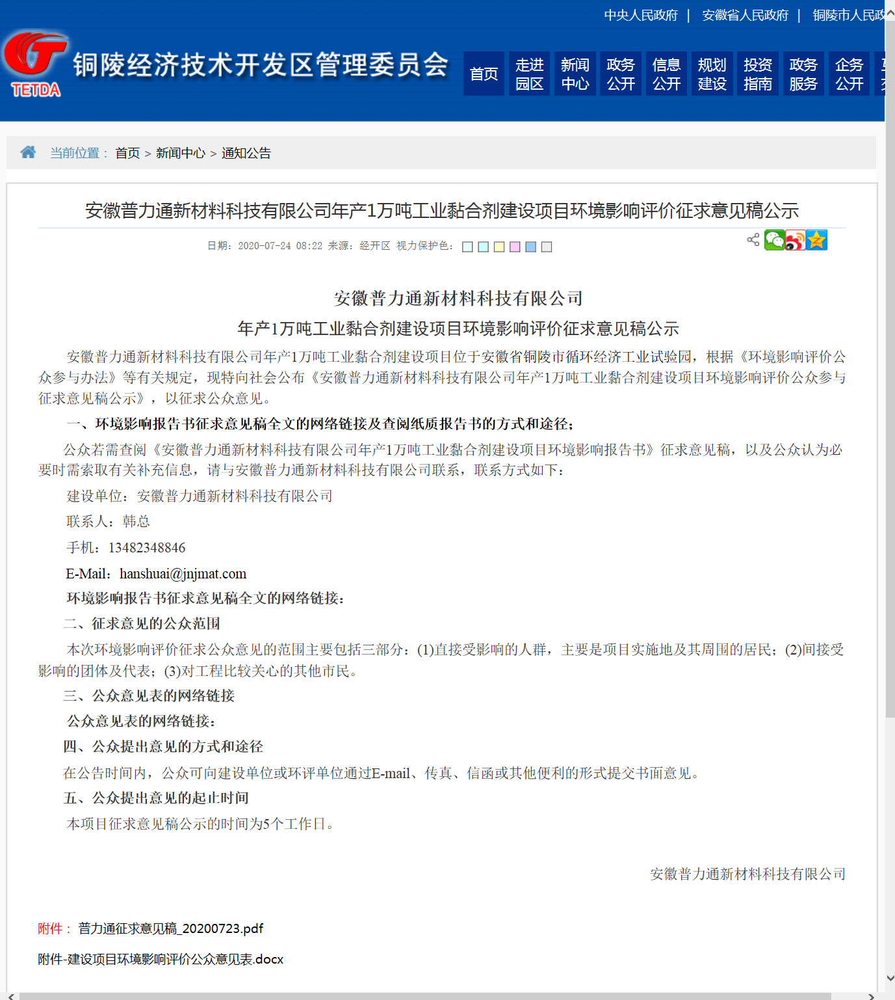 中央人民政府 | 安徽省人民政府 | 铜陵市人民政
TETDA
铜陵经济技术开发区管理委员会
首页 走进园区 新闻中心 政务公开 信息公开 规划建设 投资指南 政务服务 企务公开
当前位置： 首页 > 新闻中心 > 通知公告
安徽普力通新材料科技有限公司年产1万吨工业黏合剂建设项目环境影响评价征求意见稿公示
日期：2020-07-24 08:22 来源：经开区 视力保护色：
安徽普力通新材料科技有限公司
年产1万吨工业黏合剂建设项目环境影响评价征求意见稿公示
安徽普力通新材料科技有限公司年产1万吨工业黏合剂建设项目位于安徽省铜陵市循环经济工业试验园，根据《环境影响评价公
众参与办法》等有关规定，现特向社会公布《安徽普力通新材料科技有限公司年产1万吨工业黏合剂建设项目环境影响评价公众参与
征求意见稿公示》，以征求公众意见。
一、环境影响报告书征求意见稿全文的网络链接及查阅纸质报告书的方式和途径；
公众若需查阅《安徽普力通新材料科技有限公司年产1万吨工业黏合剂建设项目环境影响报告书》征求意见稿，以及公众认为必
要时需索取有关补充信息，请与安徽普力通新材料科技有限公司联系，联系方式如下：
建设单位：安徽普力通新材料科技有限公司
联系人：韩总
手机：13482348846
E-Mail：hanshuai@jnjmat.com
环境影响报告书征求意见稿全文的网络链接：
二、征求意见的公众范围
本次环境影响评价征求公众意见的范围主要包括三部分：(1)直接受影响的人群，主要是项目实施地及其周围的居民；(2)间接受
影响的团体及代表；(3)对工程比较关心的其他市民。
三、公众意见表的网络链接
公众意见表的网络链接：
四、公众提出意见的方式和途径
在公告时间内，公众可向建设单位或环评单位通过E-mail、传真、信函或其他便利的形式提交书面意见。
五、公众提出意见的起止时间
本项目征求意见稿公示的时间为5个工作日。
安徽普力通新材料科技有限公司
附件： 普力通征求意见稿_20200723.pdf
附件-建设项目环境影响评价公众意见表.docx